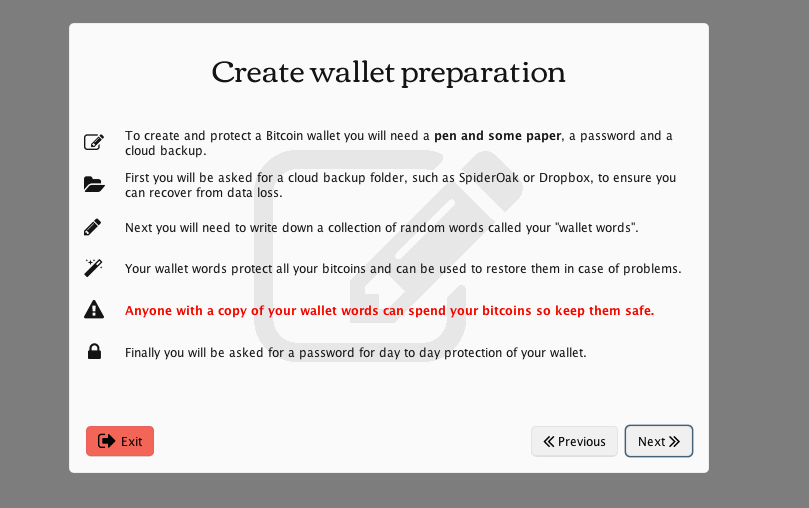 Create wallet preparation
To create and protect a Bitcoin wallet you will need a pen and some paper, a password and a
cloud backup.
First you will be asked for a cloud backup folder, such as SpiderOak or Dropbox, to ensure you
can recover from data loss.
Next you will need to write down a collection of random words called your "wallet words".
Your wallet words protect all your bitcoins and can be used to restore them in case of problems.
Anyone with a copy of your wallet words can spend your bitcoins so keep them safe.
Finally you will be asked for a password for day to day protection of your wallet.
Exit
Previous
Next